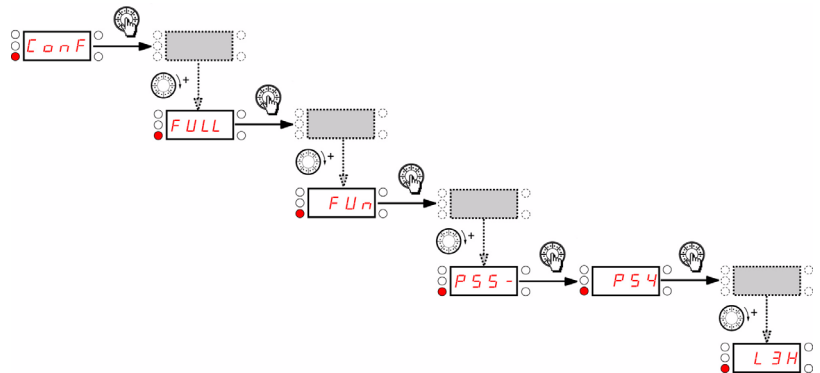 ConF
+
FULL
+
FUn
+
PSS-
PS4
+
L3H